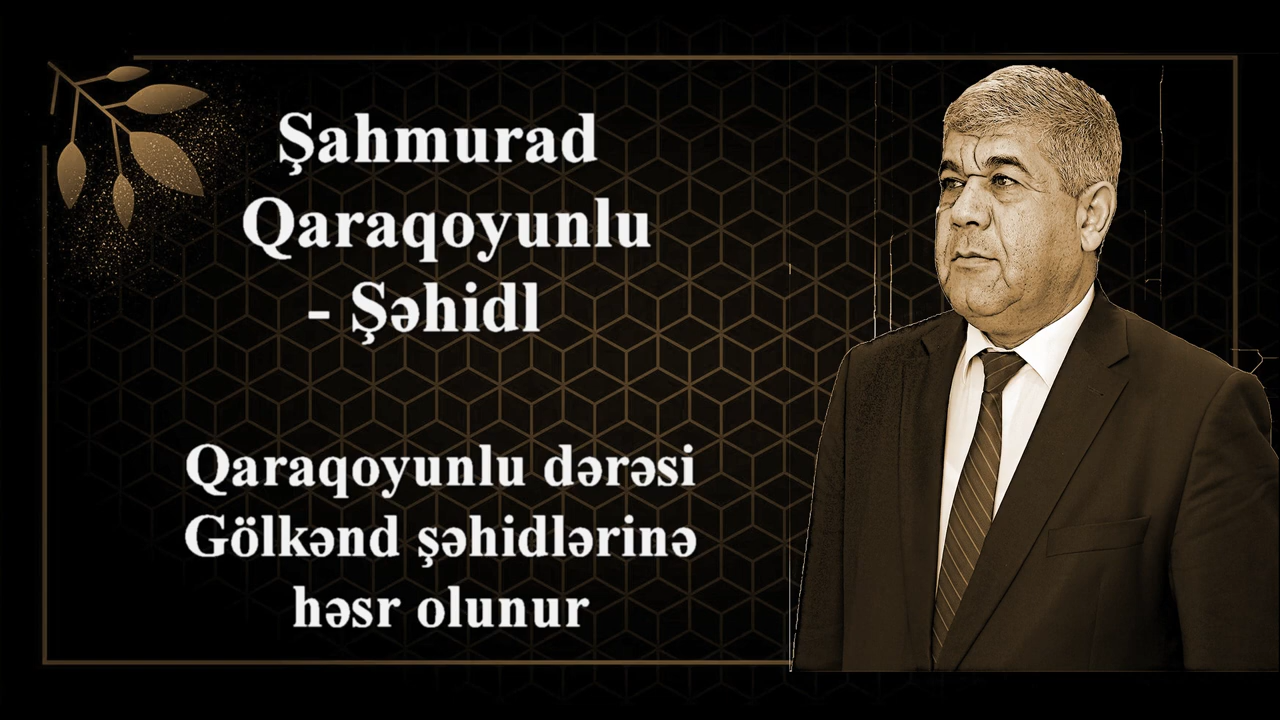 Şahmurad
Qaraqoyunlu
- Şəhidl
Qaraqoyunlu dərəsi
Gölkənd şəhidlərinə
həsr olunur